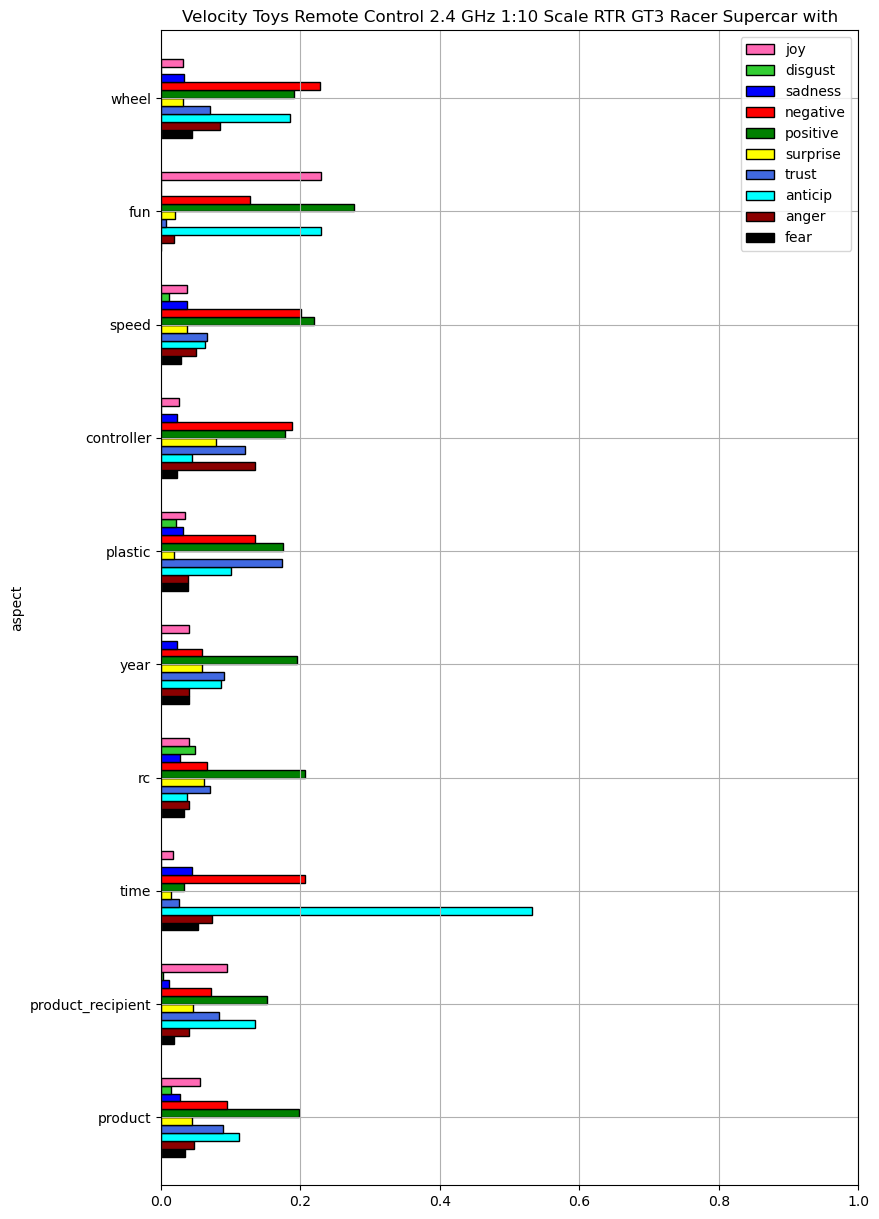 Velocity Toys Remote Control 2.4 GHz 1:10 Scale RTR GT3 Racer Supercar with
joy
disgust
sadness
negative
positive
surprise
trust
anticip
anger
fear
wheel
fun
speed
controller
plastic
year
rc
time
product_recipient
product
aspect
0.0 0.2 0.4 0.6 0.8 1.0